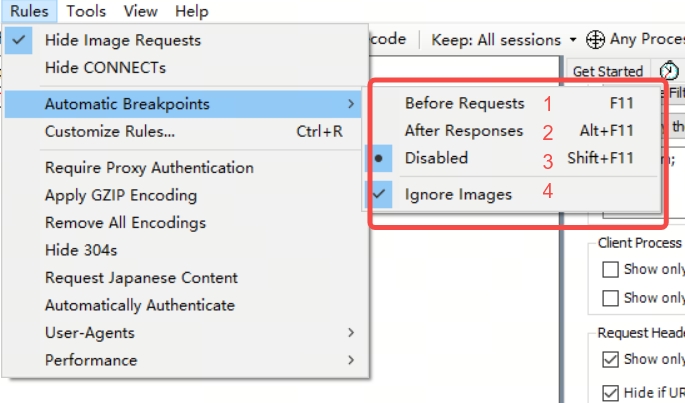 Rules Tools View Help
Hide Image Requests
code Keep: All sessions Any Proces
Hide CONNECTs
Get Started
Automatic Breakpoints
Before Requests 1 F11
Customize Rules... Ctrl+R
After Responses 2 Alt+F11
Disabled 3 Shift+F11
Require Proxy Authentication
Apply GZIP Encoding
Ignore Images 4
Remove All Encodings
Hide 304s
Client Process
Request Japanese Content
Show only
Automatically Authenticate
Show only
User-Agents
Request Heade
Performance
Show only
Hide if UR